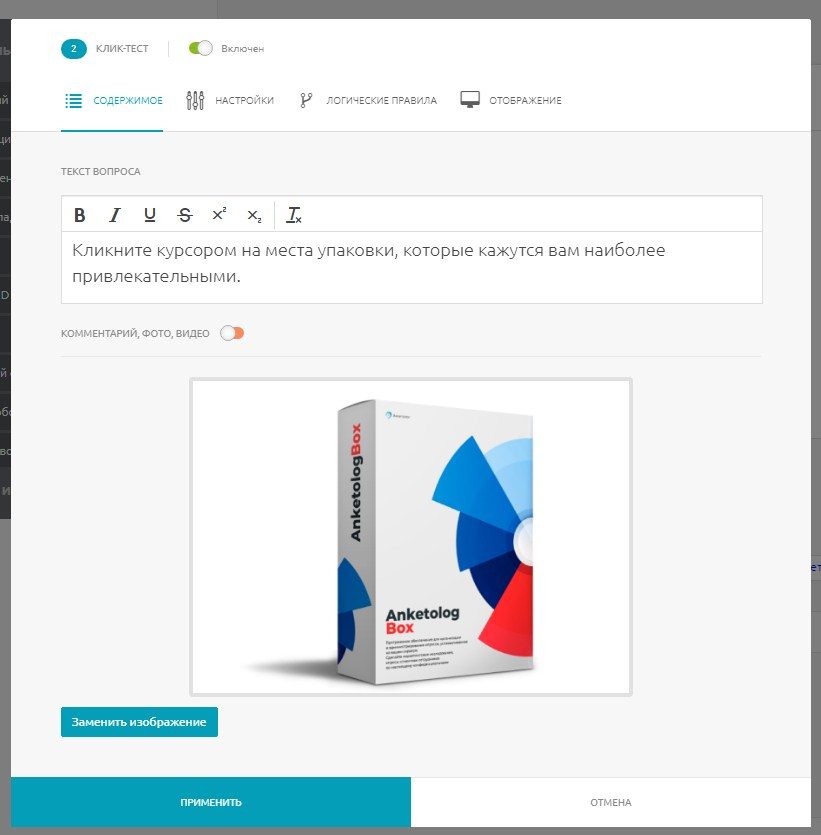 2 КЛИК-ТЕСТ Включен
СОДЕРЖИМОЕ НАСТРОЙКИ ЛОГИЧЕСКИЕ ПРАВИЛА ОТОБРАЖЕНИЕ
ТЕКСТ ВОПРОСА
B I U S x² x₂ Tx
Кликните курсором на места упаковки, которые кажутся вам наиболее
привлекательными.
КОММЕНТАРИЙ, ФОТО, ВИДЕО
AnketologBox
Anketolog
Box
Заменить изображение
ПРИМЕНИТЬ ОТМЕНА